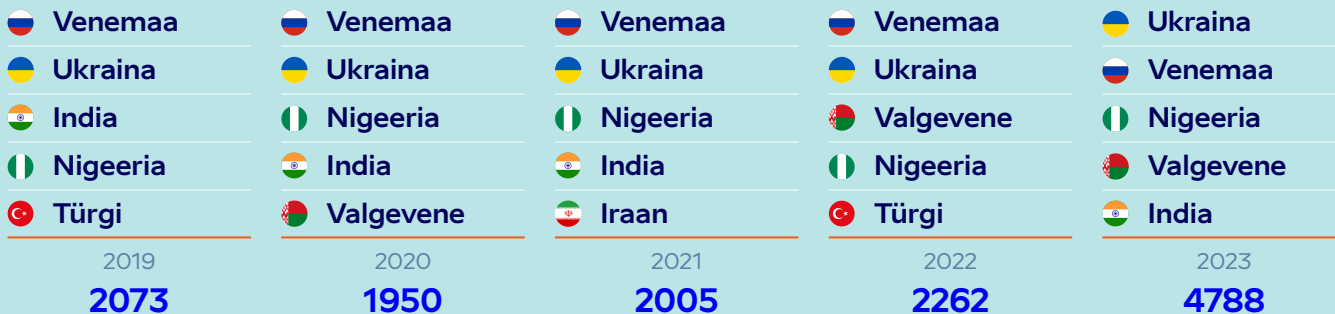 Venemaa
Ukraina
India
Nigeeria
Türgi
2019
2073
Venemaa
Ukraina
Nigeeria
India
Valgevene
2020
1950
Venemaa
Ukraina
Nigeeria
India
Iraan
2021
2005
Venemaa
Ukraina
Valgevene
Nigeeria
Türgi
2022
2262
Ukraina
Venemaa
Nigeeria
Valgevene
India
2023
4788